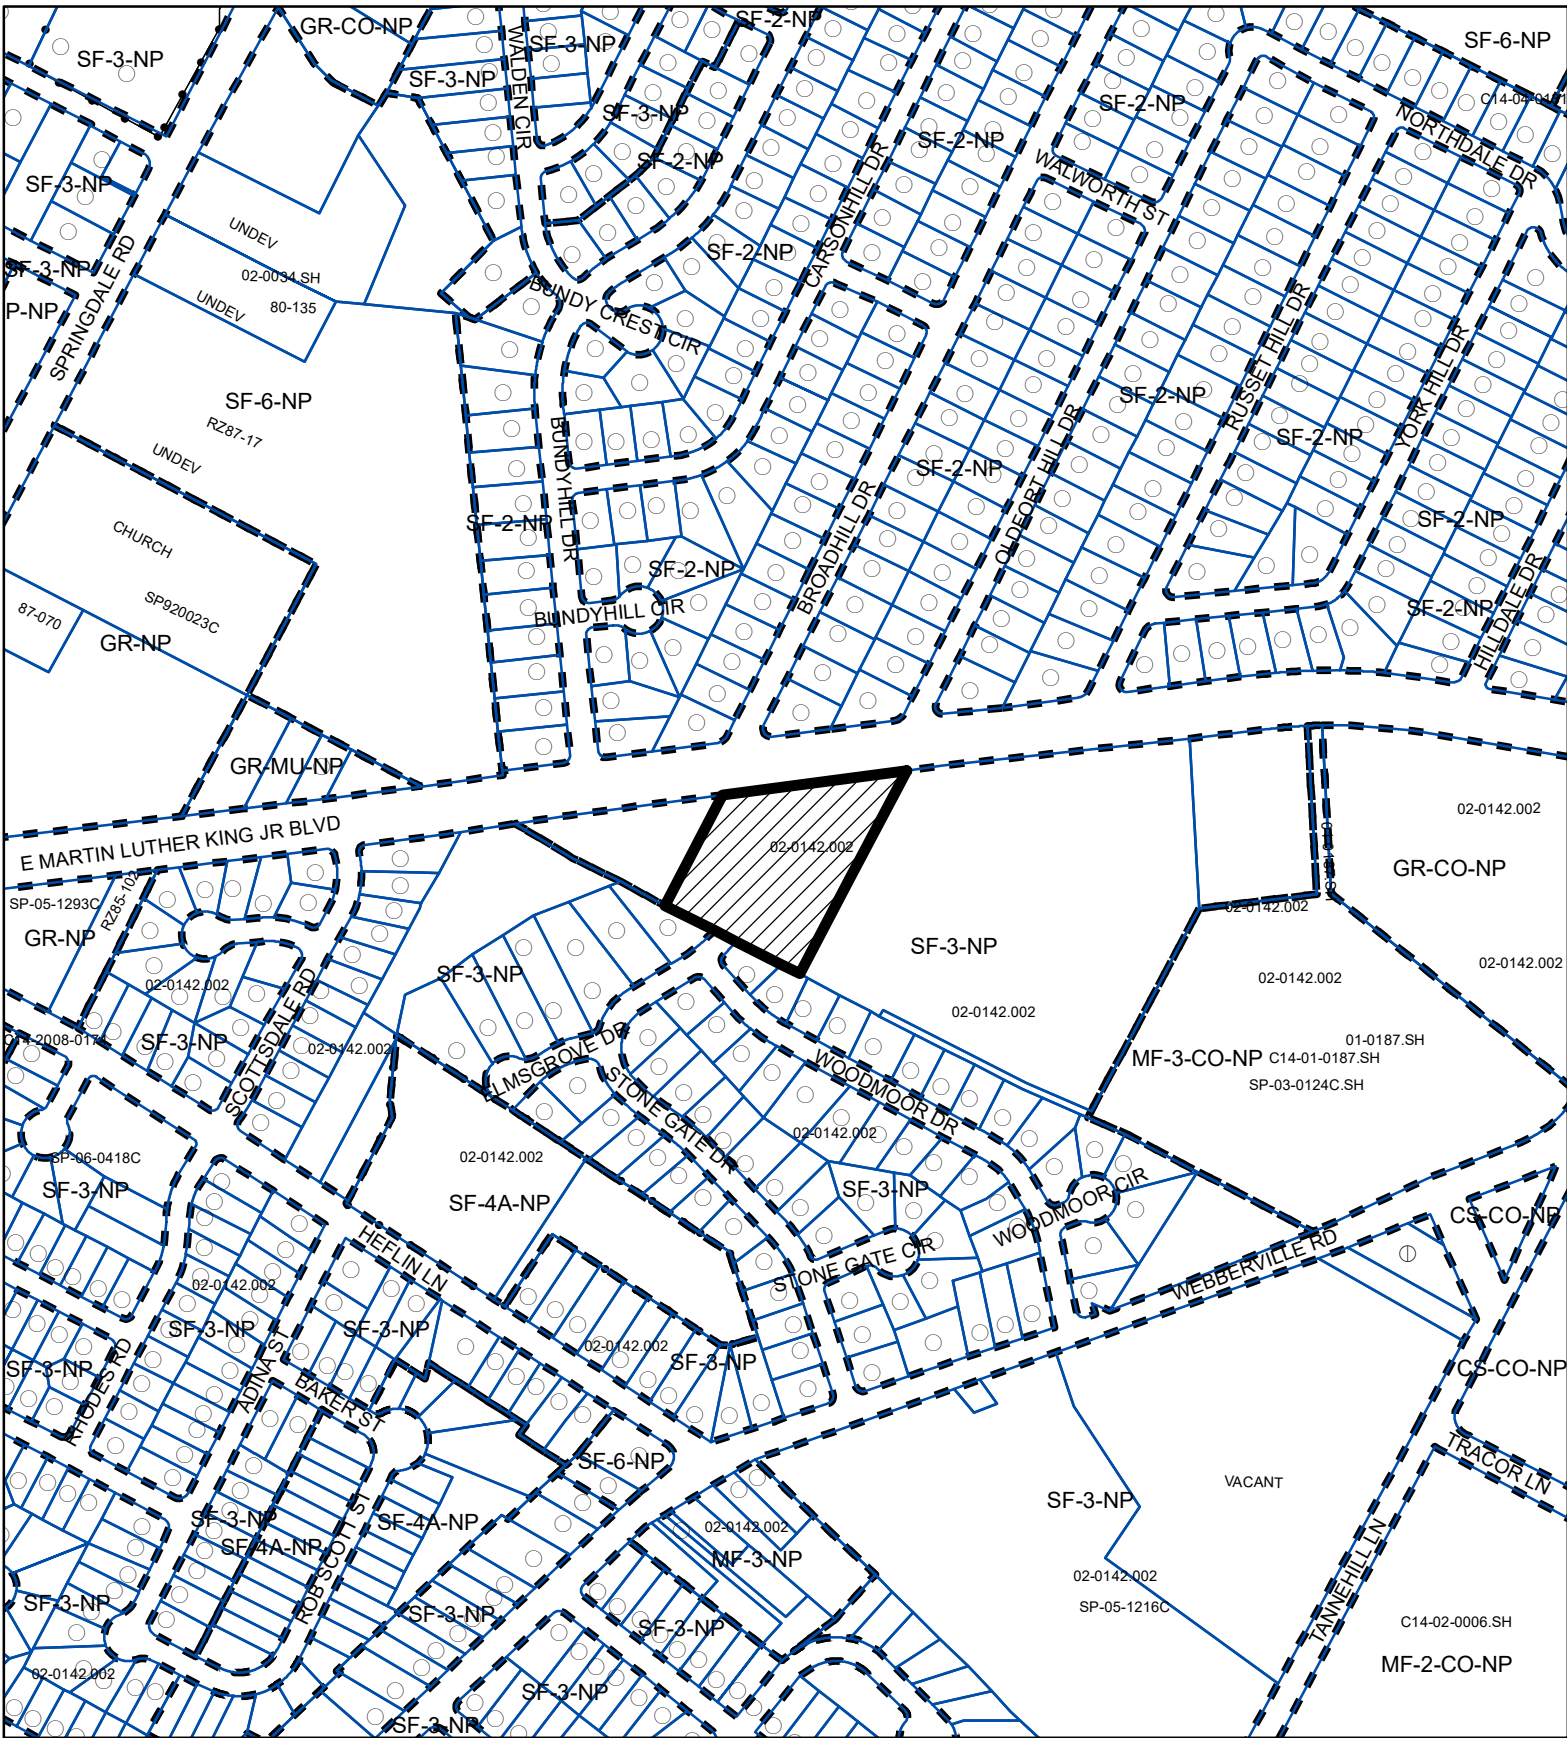 SF-3-NP
GR-CO-NP
SF-3-NP
WALDEN CIR
SF-3-NP
SF-2-NP
SF-6-NP
SF-3-NP
SF-2-NP
SF-2-NP
SF-2-NP
NORTHDALE DR
SF-3-NP
SF-2-NP
WALWORTH ST
CARSONHILL DR
SPRINGDALE RD
UNDEV
02-0034.SH
SF-3-NP
P-NP
UNDEV
80-135
BUNDY CREST CIR
SF-6-NP
RZ87-17
UNDEV
RUSSET HILL DR
YORK HILL DR
SF-2-NP
SF-2-NP
BUNDYHILL DR
SF-2-NP
OLDFORT HILL DR
SF-2-NP
SF-2-NP
CHURCH
SP920023C
87-070
GR-NP
SF-2-NP
BUNDYHILL CIR
BROADHILL DR
SF-2-NP
HILLDALE DR
GR-MU-NP
E MARTIN LUTHER KING JR BLVD
02-0142.002
02-0142.002
GR-CO-NP
SP-05-1293C
RZ85-102
GR-NP
02-0142.002
SF-3-NP
SF-3-NP
02-0142.002
02-0142.002
02-0142.002
02-0142.002
SCOTTSDALE RD
SF-3-NP
02-0142.002
ELMSGROVE DR
WOODMOOR DR
MF-3-CO-NP
C14-01-0187.SH
01-0187.SH
SP-03-0124C.SH
STONE GATE DR
02-0142.002
SP-06-0418C
SF-3-NP
02-0142.002
SF-4A-NP
SF-3-NP
WOODMOOR CIR
CS-CO-NP
HEFLIN LN
STONE GATE CIR
WEBBERVILLE RD
02-0142.002
SF-3-NP
SF-3-NP
02-0142.002
SF-3-NP
SF-3-NP
RHODES RD
ADINA ST
BAKER ST
CS-CO-NP
TRACOR LN
SF-6-NP
VACANT
SF-3-NP
SF-3-NP
SF-4A-NP
SF-4A-NP
ROB SCOTT ST
02-0142.002
MF-3-NP
TANNEHILL LN
02-0142.002
SP-05-1216C
SF-3-NP
SF-3-NP
SF-3-NP
C14-02-0006.SH
MF-2-CO-NP
02-0142.002
SF-3-NP
SF-3-NP